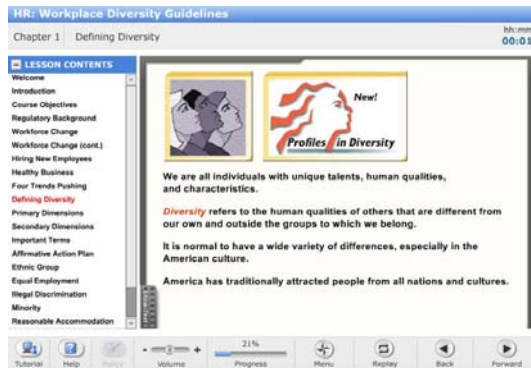 HR: Workplace Diversity Guidelines
Chapter 1 Defining Diversity
hh:mm
00:01
LESSON CONTENTS
Welcome
Introduction
Course Objectives
Regulatory Background
Workforce Change
Workforce Change (cont.)
Hiring New Employees
Healthy Business
Four Trends Pushing
Defining Diversity
Primary Dimensions
Secondary Dimensions
Important Terms
Affirmative Action Plan
Ethnic Group
Equal Employment
Illegal Discrimination
Minority
Reasonable Accommodation
New!
Profiles in Diversity
We are all individuals with unique talents, human qualities,
and characteristics.
Diversity refers to the human qualities of others that are different from
our own and outside the groups to which we belong.
It is normal to have a wide variety of differences, especially in the
American culture.
America has traditionally attracted people from all nations and cultures.
Tutorial
Help
Policy
- +
Volume
21%
Progress
Menu
Replay
Back
Forward